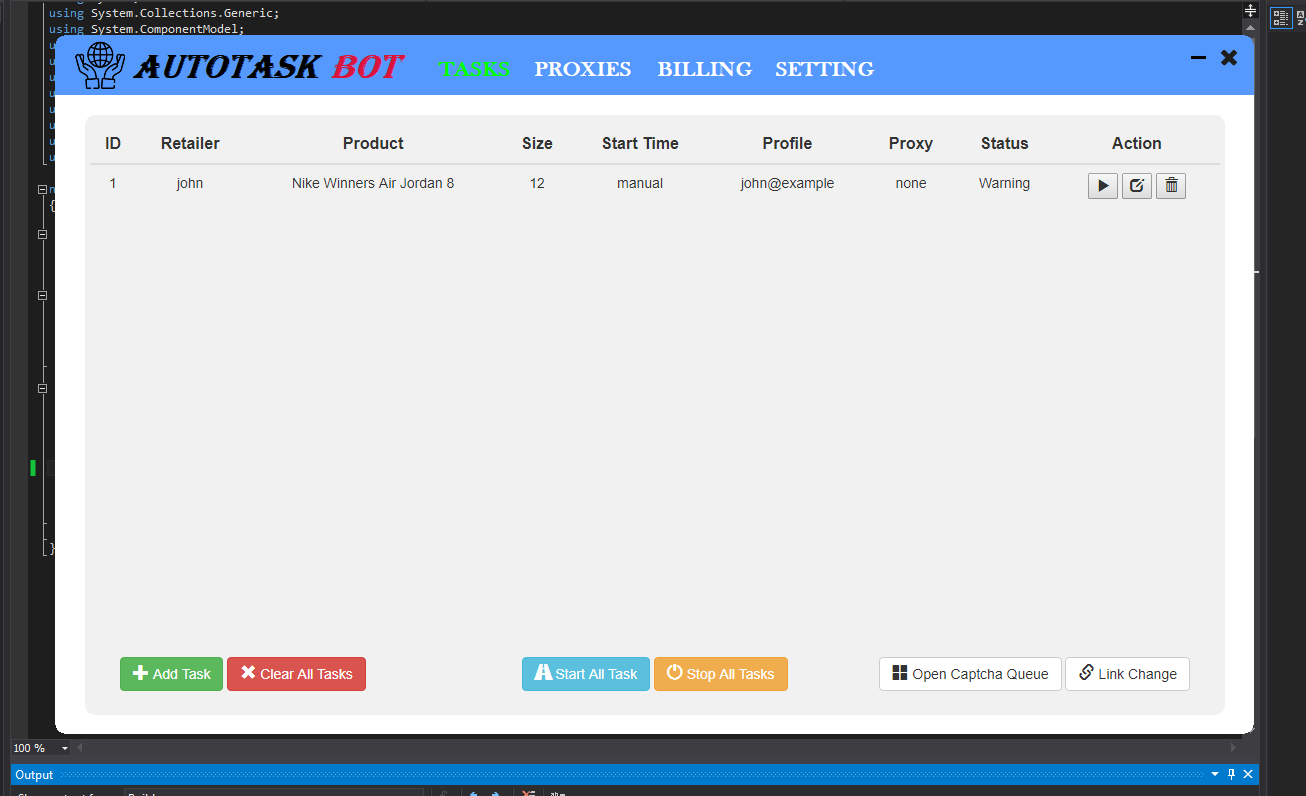 using System.Collections.Generic;
using System.ComponentModel;
AUTOTASK BOT TASKS PROXIES BILLING SETTING
ID Retailer Product Size Start Time Profile Proxy Status Action
1 john Nike Winners Air Jordan 8 12 manual john@example none Warning
Add Task Clear All Tasks Start All Task Stop All Tasks Open Captcha Queue Link Change
100 %
Output